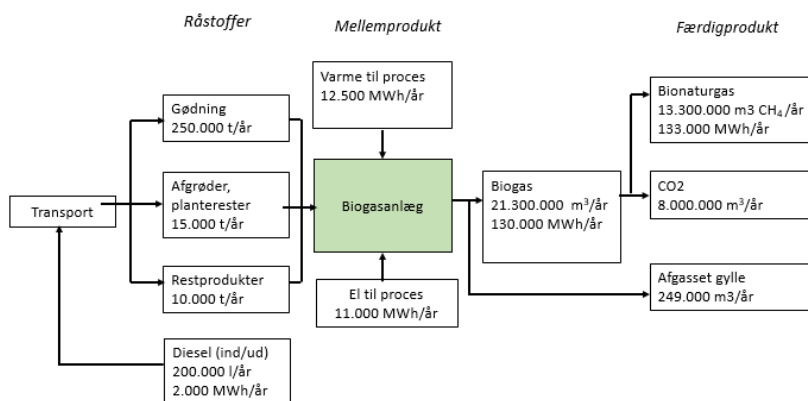 Råstoffer
Mellemprodukt
Færdigprodukt
Gødning
250.000 t/år
Afgrøder,
planterester
15.000 t/år
Restprodukter
10.000 t/år
Transport
Diesel (ind/ud)
200.000 l/år
2.000 MWh/år
Varme til proces
12.500 MWh/år
Biogasanlæg
El til proces
11.000 MWh/år
Biogas
21.300.000 m³/år
130.000 MWh/år
Bionaturgas
13.300.000 m3 CH₄/år
133.000 MWh/år
CO2
8.000.000 m³/år
Afgasset gylle
249.000 m3/år